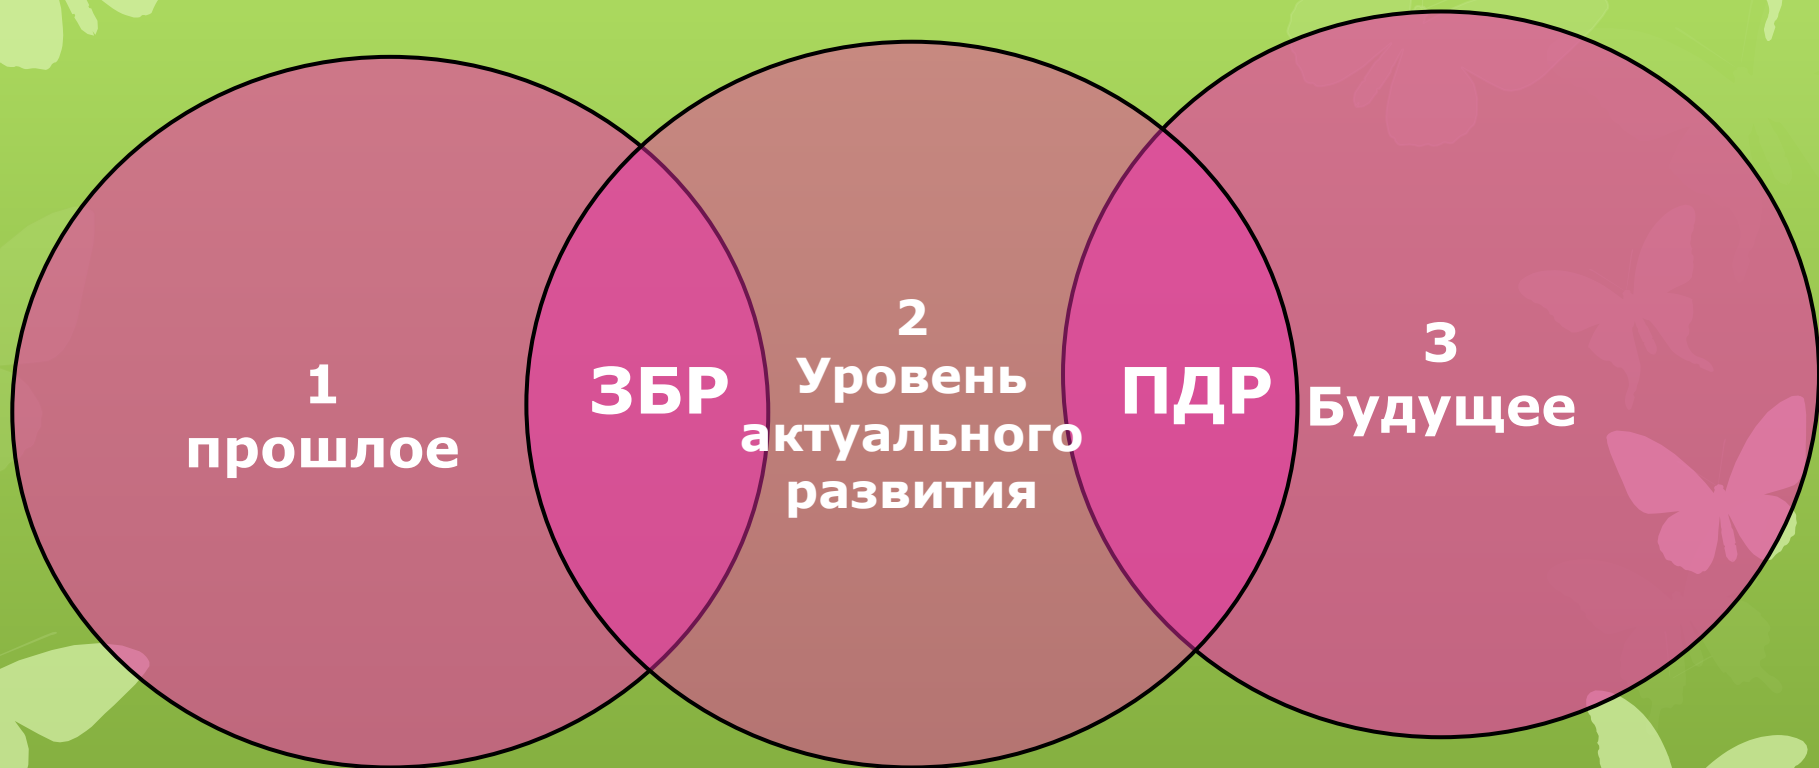 1
прошлое
ЗБР
2
Уровень
актуального
развития
ПДР
3
Будущее